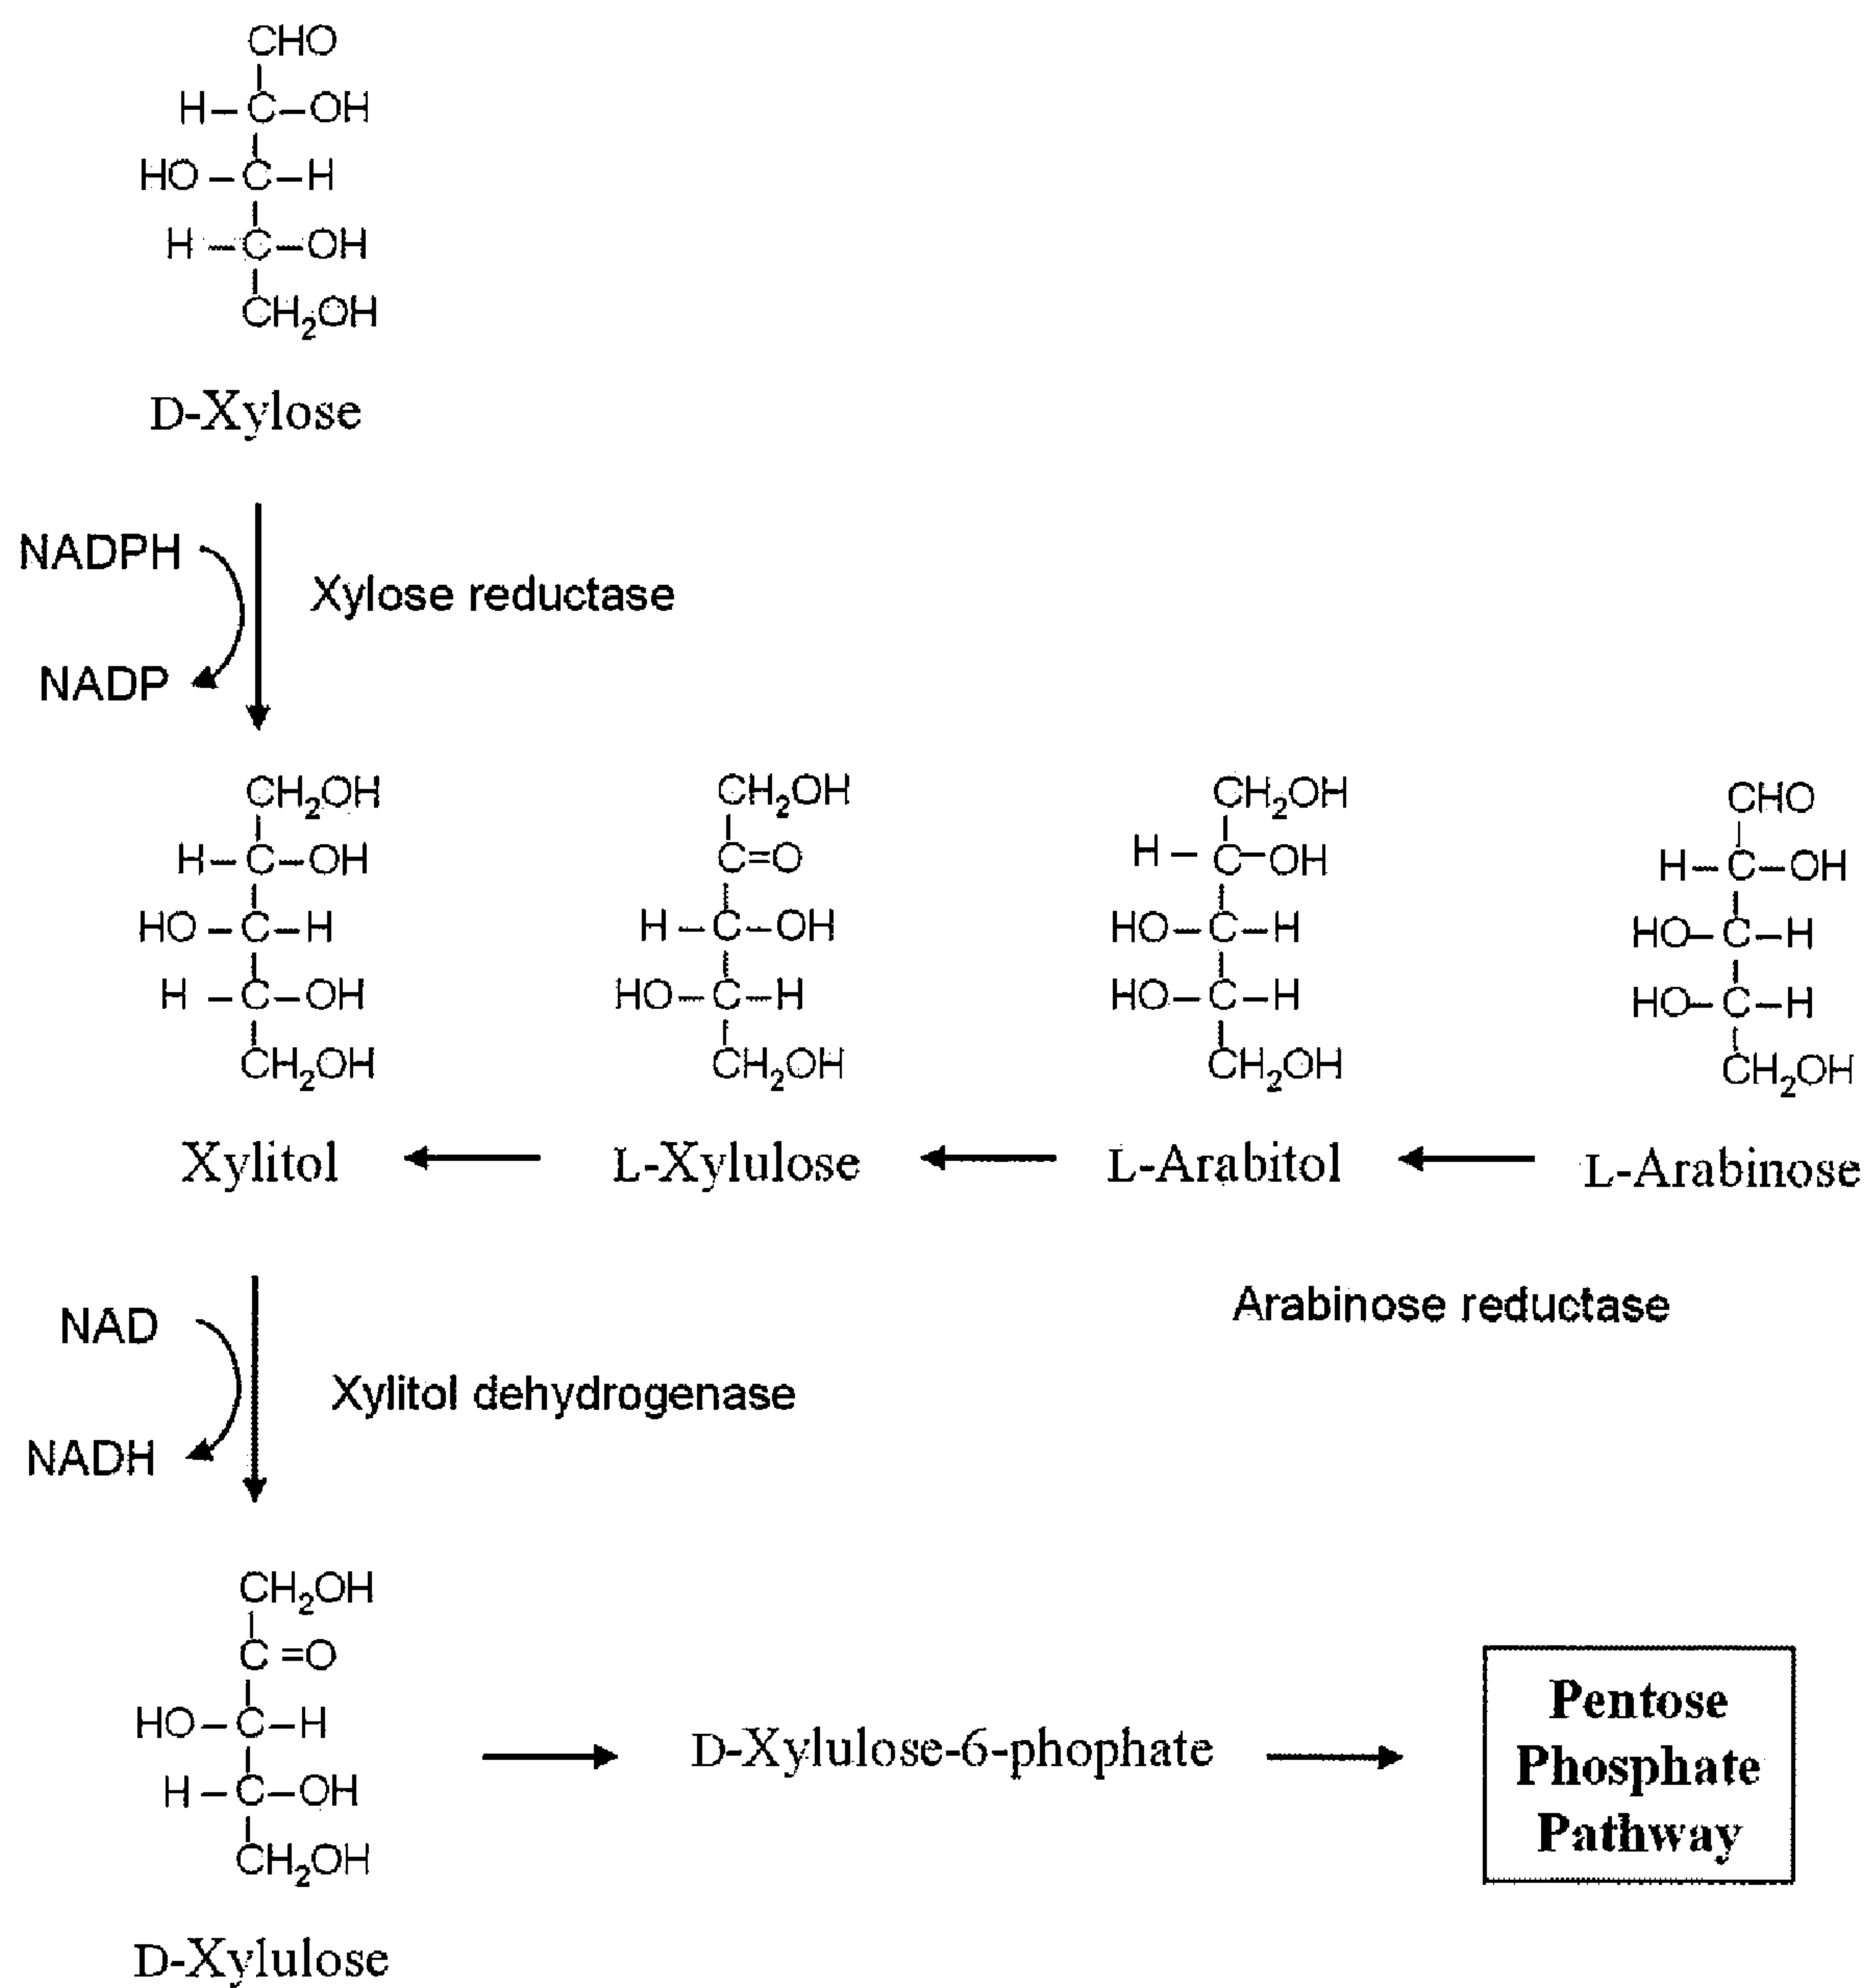 CHO
H–C–OH
HO–C–H
H–C–OH
CH2OH
D-Xylose
NADPH
Xylose reductase
NADP
CH2OH
H–C–OH
HO–C–H
H–C–OH
CH2OH
Xylitol
CH2OH
C=O
H–C–OH
HO–C–H
CH2OH
L-Xylulose
CH2OH
H–C–OH
HO–C–H
HO–C–H
CH2OH
L-Arabitol
CHO
H–C–OH
HO–C–H
HO–C–H
CH2OH
L-Arabinose
Arabinose reductase
NAD
Xylitol dehydrogenase
NADH
CH2OH
C=O
HO–C–H
H–C–OH
CH2OH
D-Xylulose
D-Xylulose-6-phophate
Pentose
Phosphate
Pathway